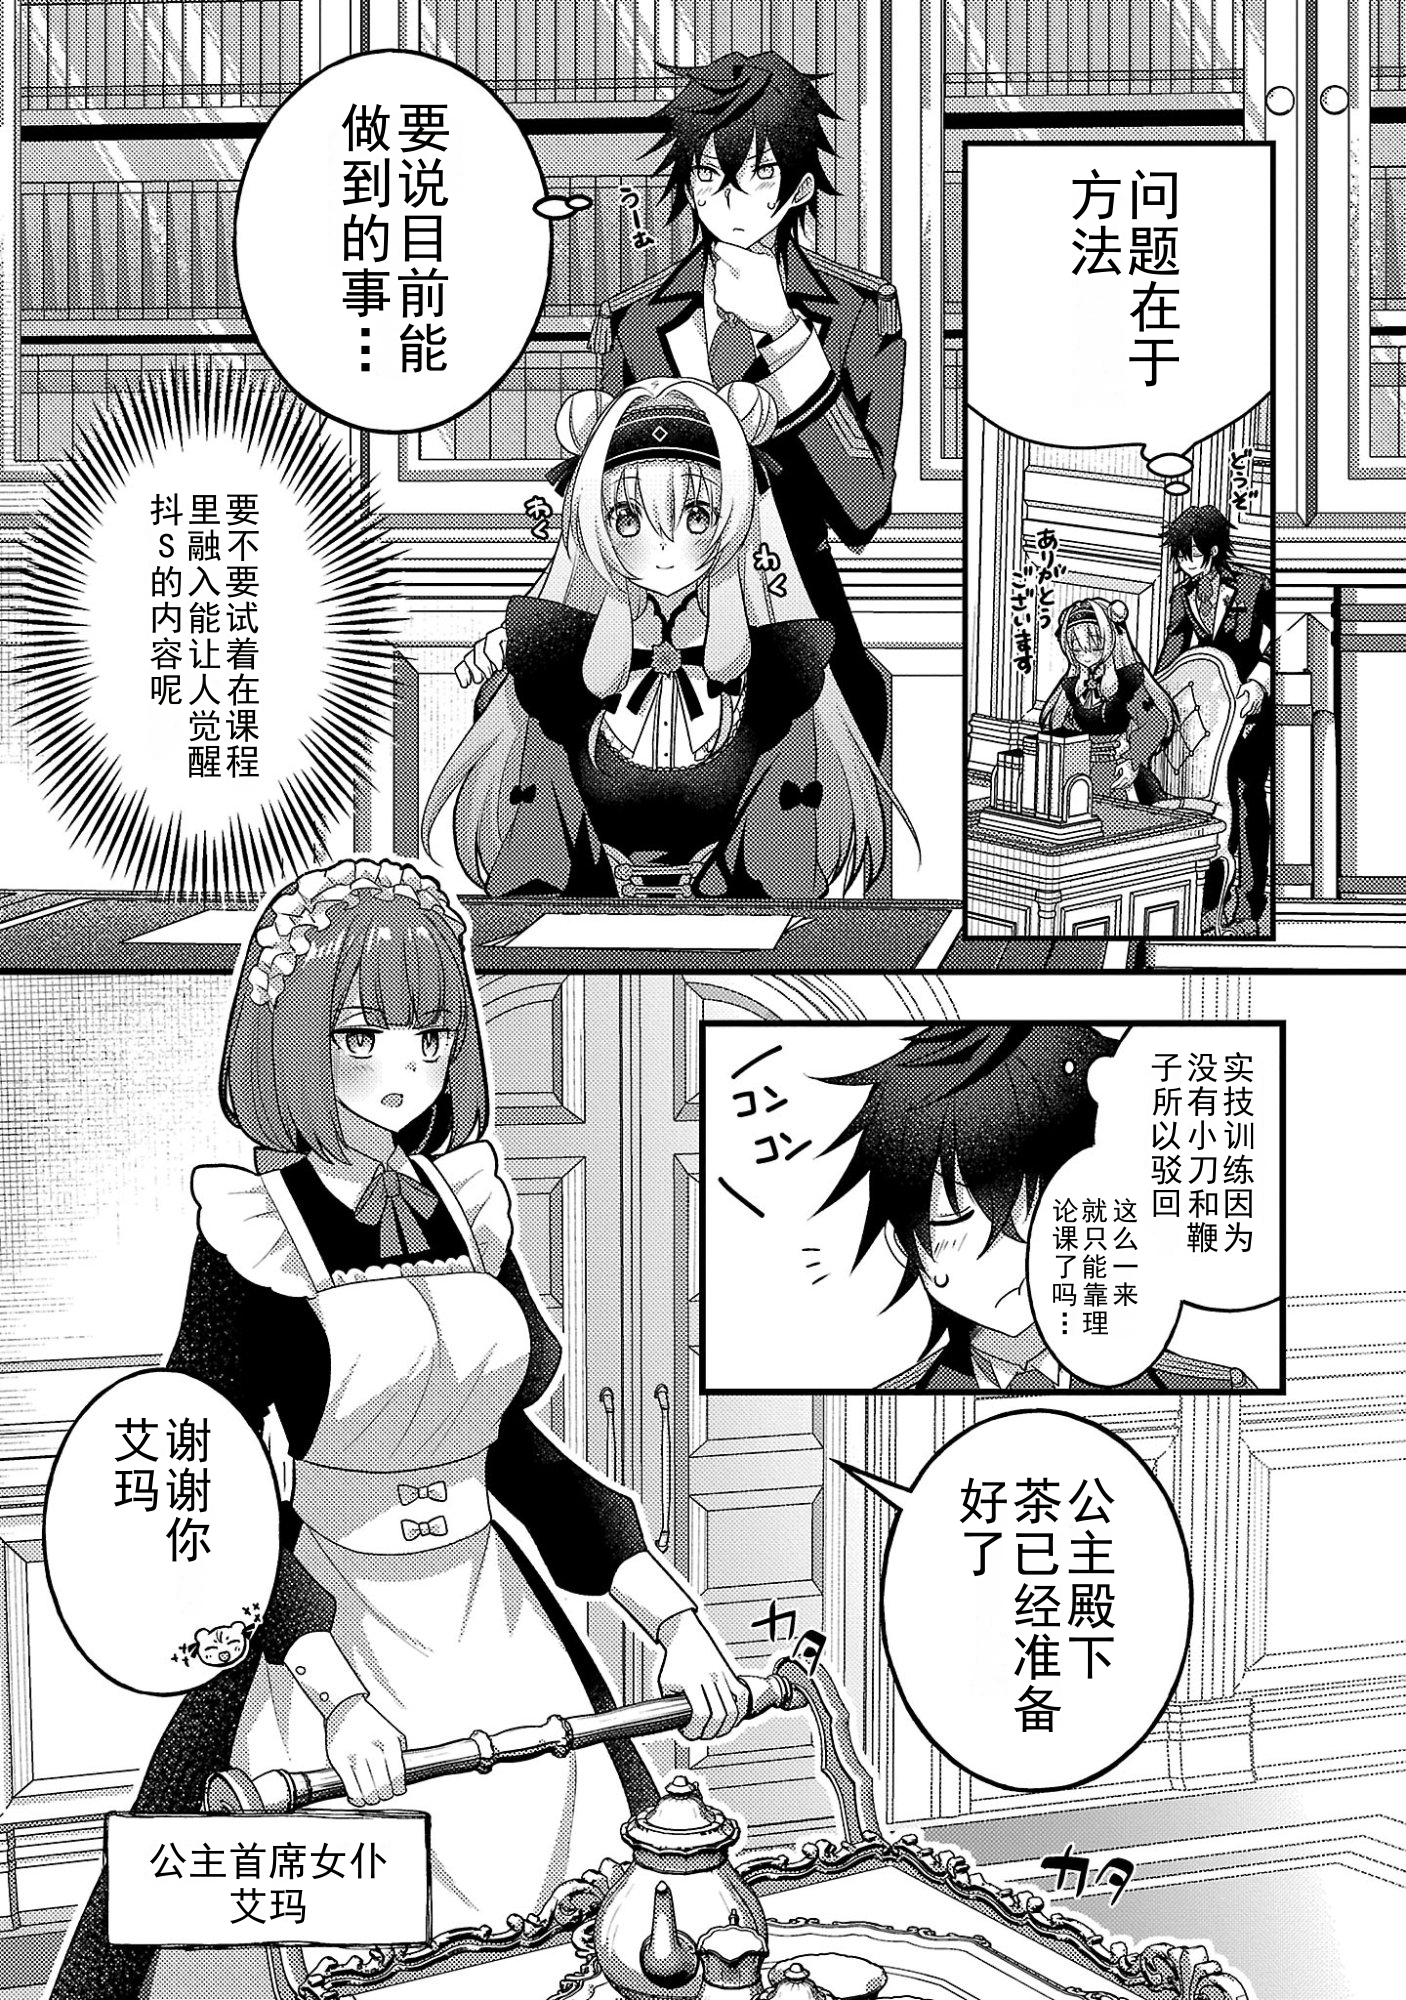 问题在于
方法
どうぞ
ありがとう
ございます
要说目前能
做到的事…
うーむ
わく
わく
要不要试着在课程
里融入能让人觉醒
抖S的内容呢
实技训练因为
没有小刀和鞭
子所以驳回
这么一来
就只能靠理
论课了吗…
コン
コン
公主殿下
茶已经准备
好了
谢谢你
艾玛
カタ
カタ
公主首席女仆
艾玛